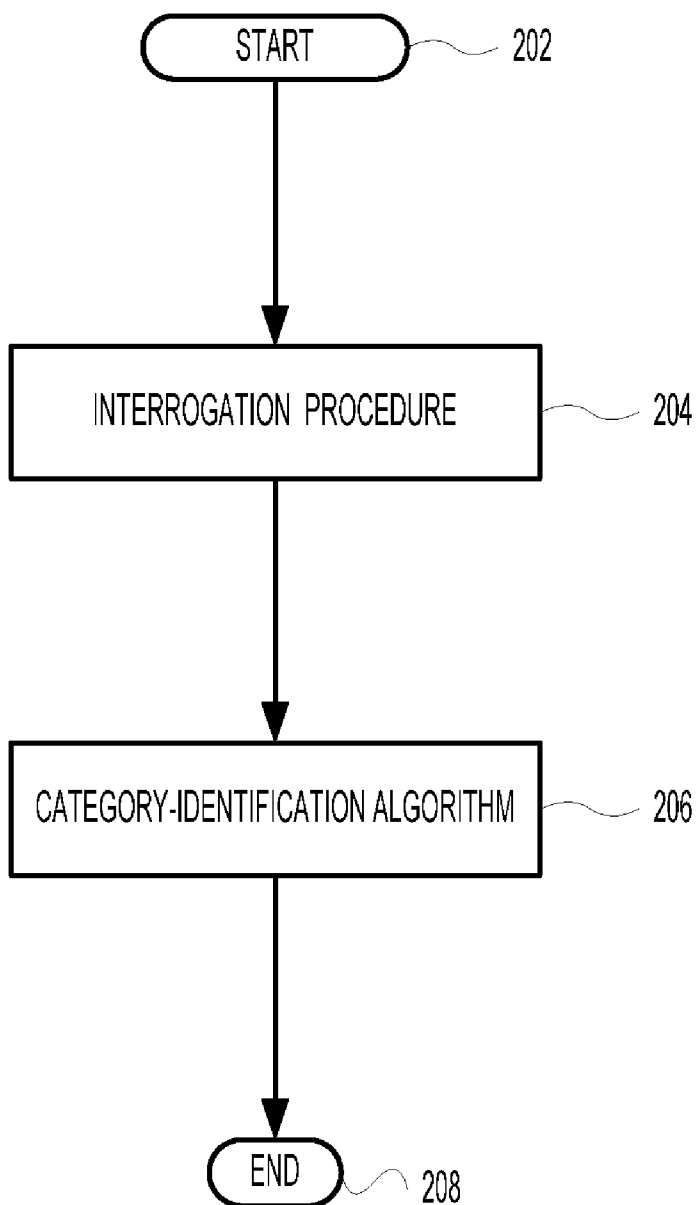 START
202
INTERROGATION PROCEDURE
204
CATEGORY-IDENTIFICATION ALGORITHM
206
END
208